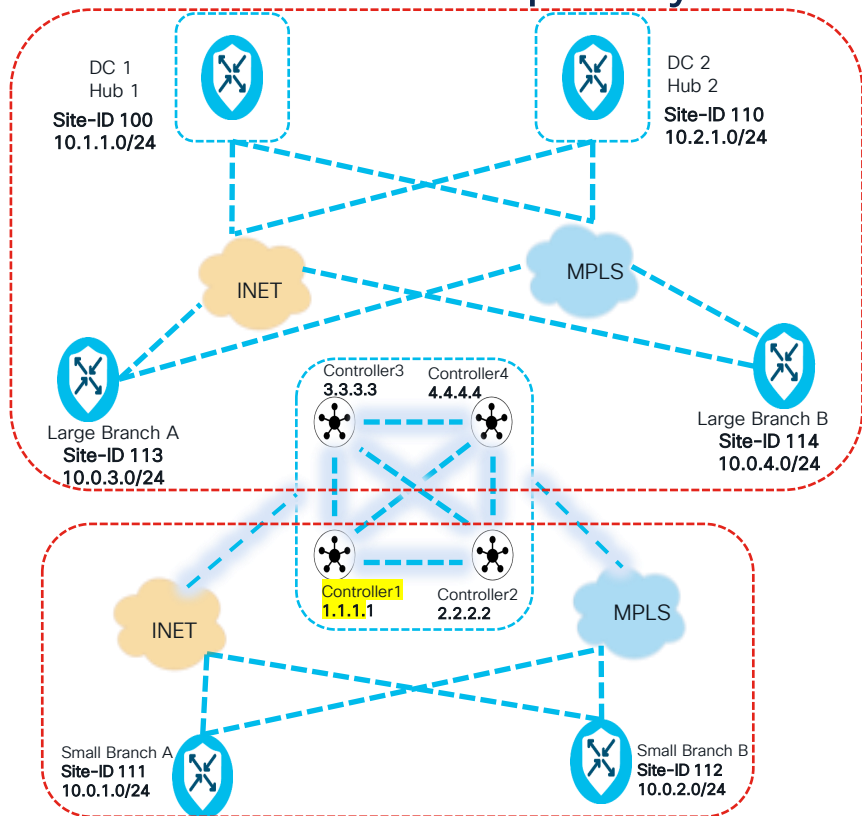 DC 1
Hub 1
Site-ID 100
10.1.1.0/24
DC 2
Hub 2
Site-ID 110
10.2.1.0/24
INET
MPLS
Large Branch A
Site-ID 113
10.0.3.0/24
Controller3
3.3.3.3
Controller4
4.4.4.4
Large Branch B
Site-ID 114
10.0.4.0/24
Controller1
1.1.1.1
Controller2
2.2.2.2
INET
MPLS
Small Branch A
Site-ID 111
10.0.1.0/24
Small Branch B
Site-ID 112
10.0.2.0/24